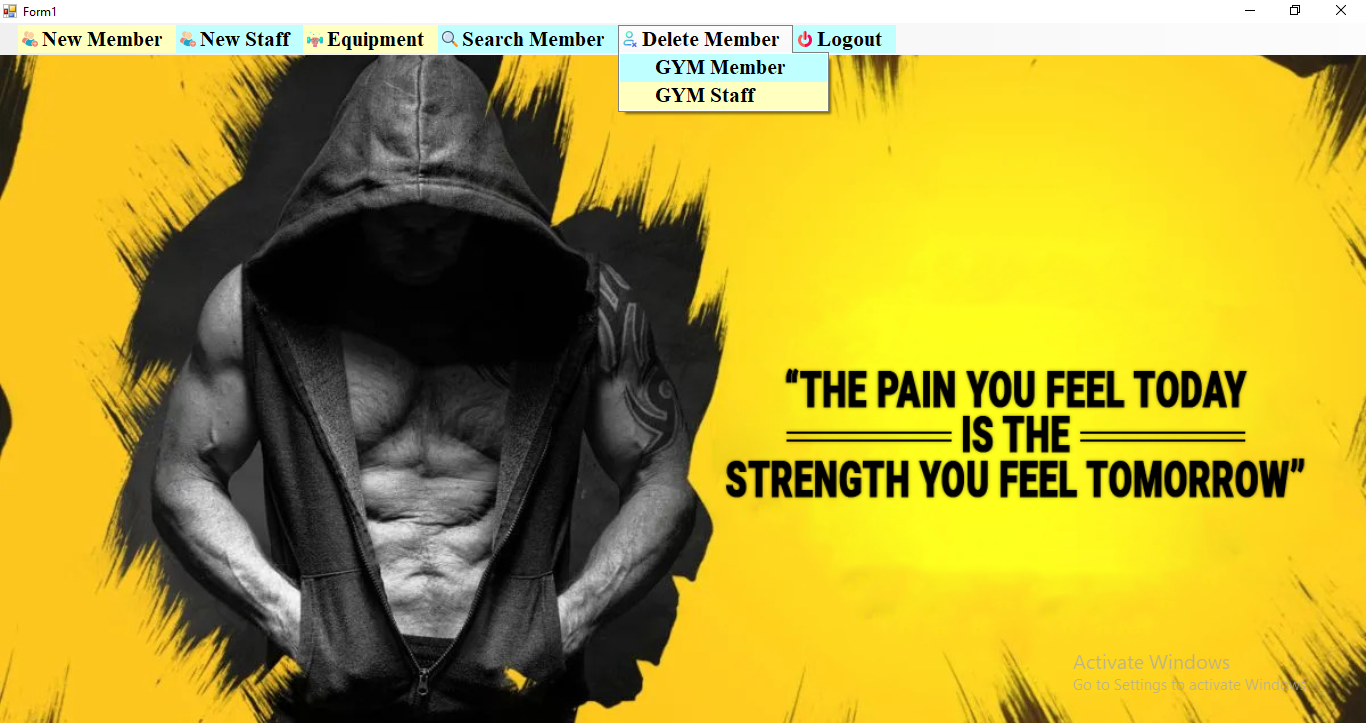 Form1
New Member New Staff Equipment Search Member Delete Member Logout
GYM Member
GYM Staff
“THE PAIN YOU FEEL TODAY
IS THE
STRENGTH YOU FEEL TOMORROW”
Activate Windows
Go to Settings to activate Windows.